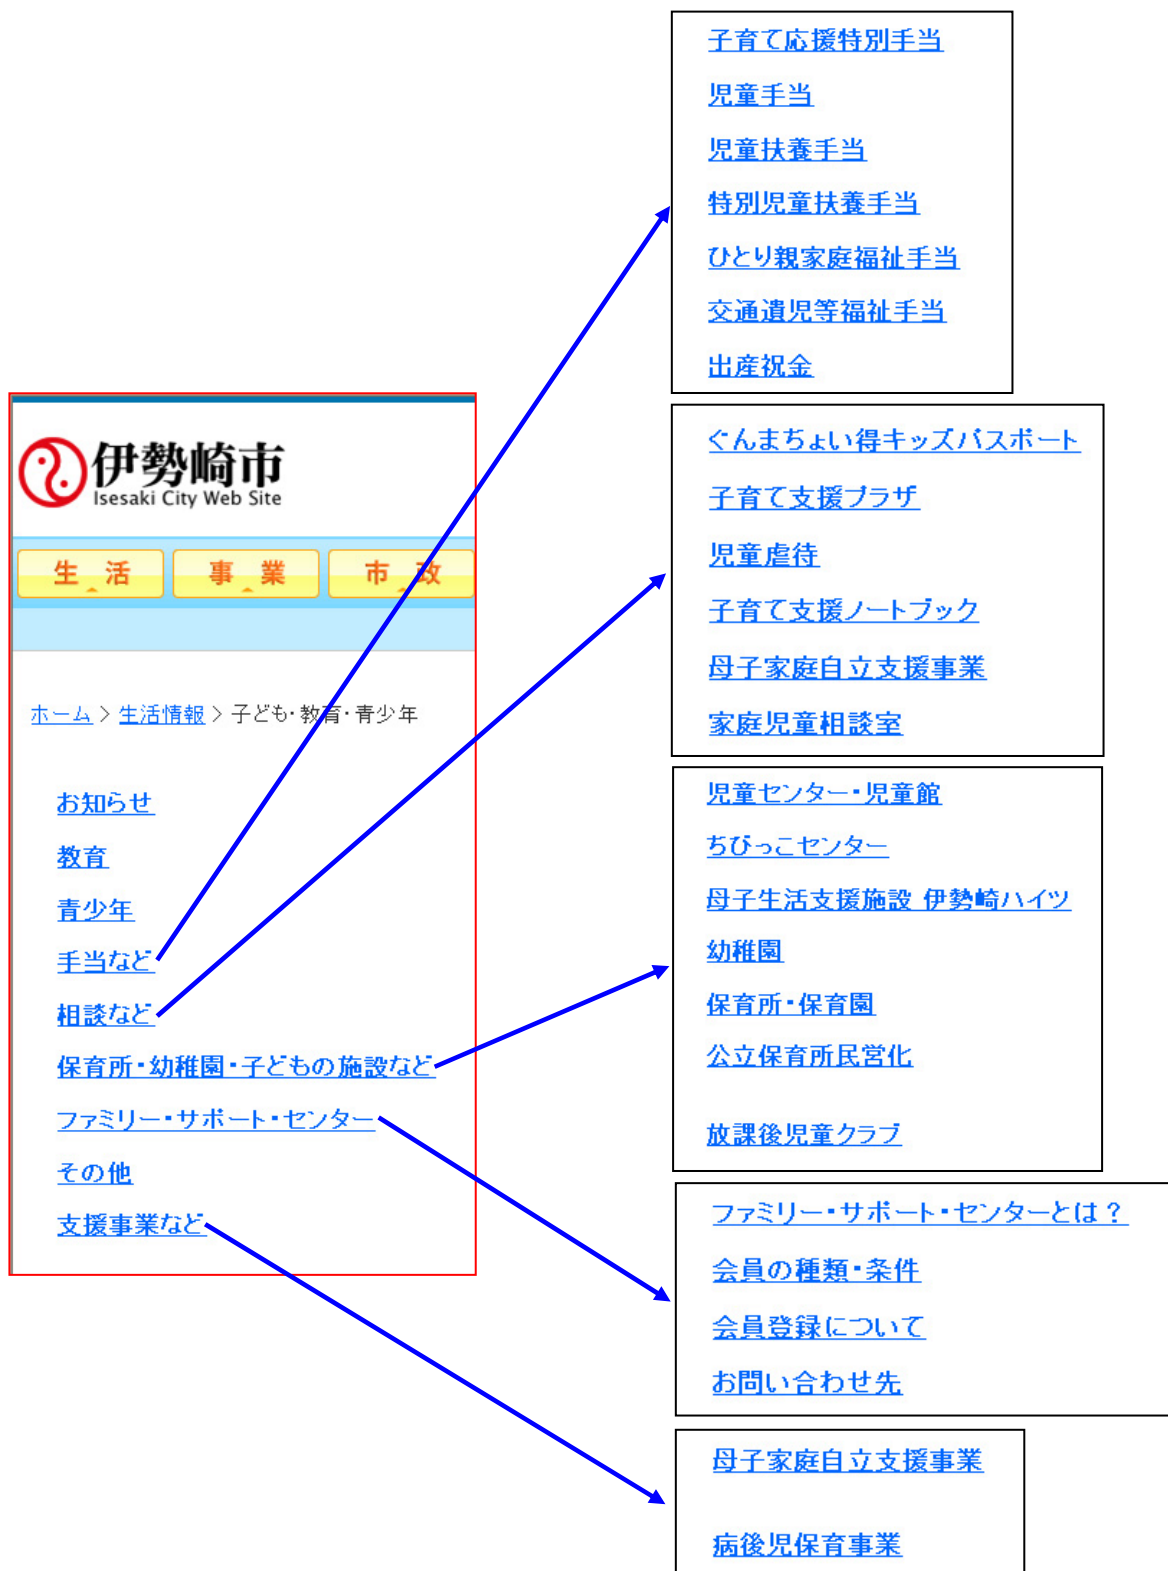 子育て応援特別手当
児童手当
児童扶養手当
特別児童扶養手当
ひとり親家庭福祉手当
交通遺児等福祉手当
出産祝金
伊勢崎市
Isesaki City Web Site
生活
事業
市政
ホーム > 生活情報 > 子ども・教育・青少年
お知らせ
教育
青少年
手当など
相談など
保育所・幼稚園・子どもの施設など
ファミリー・サポート・センター
その他
支援事業など
ぐんまちょい得キッズパスポート
子育て支援プラザ
児童虐待
子育て支援ノートブック
母子家庭自立支援事業
家庭児童相談室
児童センター・児童館
ちびっこセンター
母子生活支援施設 伊勢崎ハイツ
幼稚園
保育所・保育園
公立保育所民営化
放課後児童クラブ
ファミリー・サポート・センターとは？
会員の種類・条件
会員登録について
お問い合わせ先
母子家庭自立支援事業
病後児保育事業